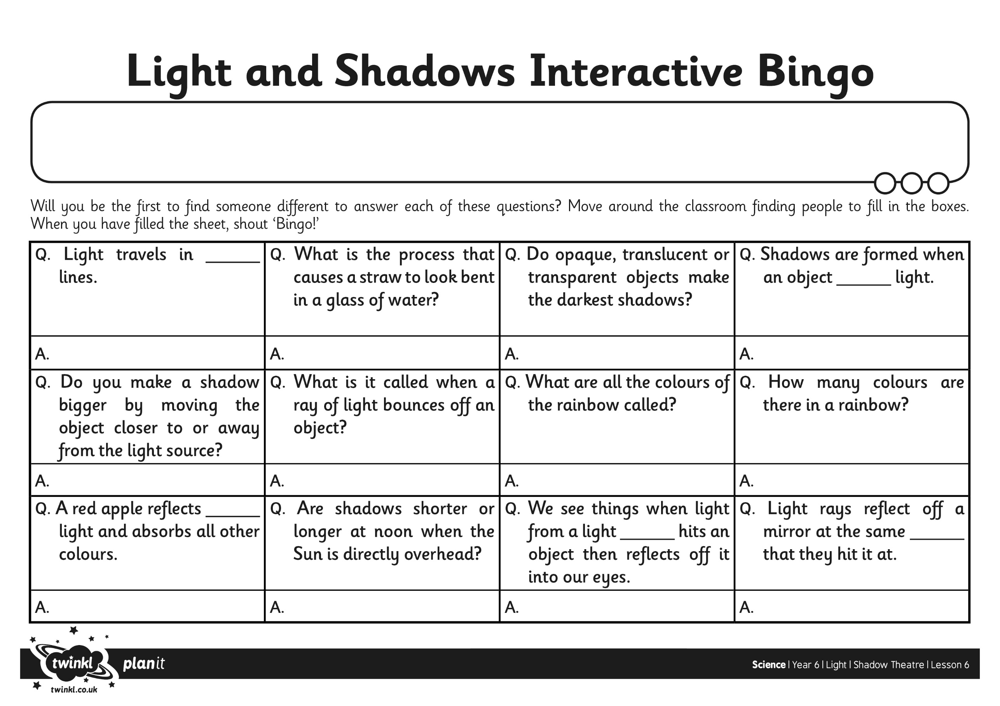 Light and Shadows Interactive Bingo
Will you be the first to find someone different to answer each of these questions? Move around the classroom finding people to fill in the boxes.
When you have filled the sheet, shout ‘Bingo!’
Q. Light travels in ______
lines.
A.
Q. What is the process that
causes a straw to look bent
in a glass of water?
A.
Q. Do opaque, translucent or
transparent objects make
the darkest shadows?
A.
Q. Shadows are formed when
an object ______ light.
A.
Q. Do you make a shadow
bigger by moving the
object closer to or away
from the light source?
A.
Q. What is it called when a
ray of light bounces off an
object?
A.
Q. What are all the colours of
the rainbow called?
A.
Q. How many colours are
there in a rainbow?
A.
Q. A red apple reflects ______
light and absorbs all other
colours.
A.
Q. Are shadows shorter or
longer at noon when the
Sun is directly overhead?
A.
Q. We see things when light
from a light ______ hits an
object then reflects off it
into our eyes.
A.
Q. Light rays reflect off a
mirror at the same ______
that they hit it at.
A.
twinkl
planit
twinkl.co.uk
Science | Year 6 | Light | Shadow Theatre | Lesson 6